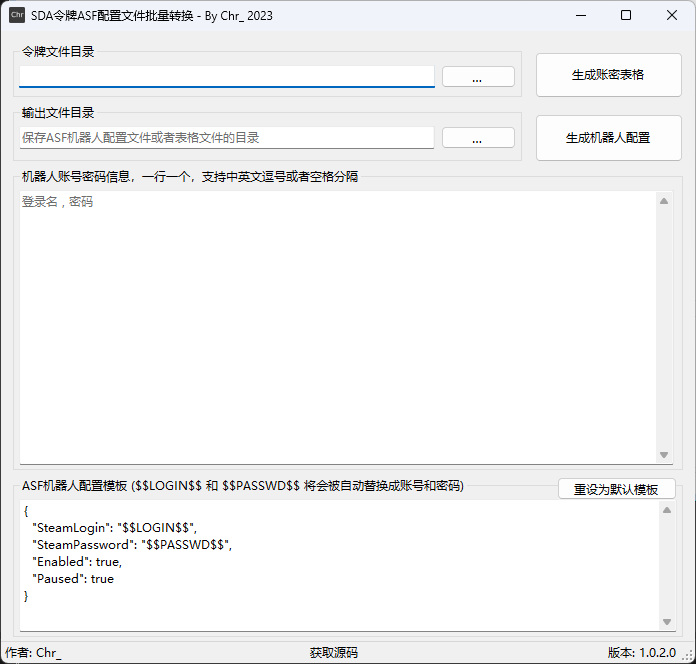 Chr SDA令牌ASF配置文件批量转换 - By Chr_ 2023
令牌文件目录
...
生成账密表格
输出文件目录
保存ASF机器人配置文件或者表格文件的目录
...
生成机器人配置
机器人账号密码信息，一行一个，支持中英文逗号或者空格分隔
登录名 , 密码
ASF机器人配置模板 ($$LOGIN$$ 和 $$PASSWD$$ 将会被自动替换成账号和密码)
重设为默认模板
{
"SteamLogin": "$$LOGIN$$",
"SteamPassword": "$$PASSWD$$",
"Enabled": true,
"Paused": true
}
作者: Chr_ 获取源码 版本: 1.0.2.0